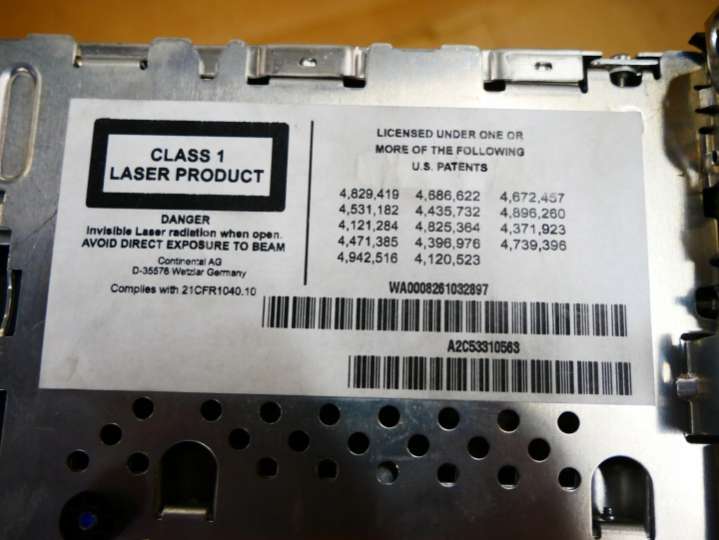 CLASS 1
LASER PRODUCT
DANGER
Invisible Laser radiation when open.
AVOID DIRECT EXPOSURE TO BEAM
Continental AG
D-35576 Wetzlar Germany
Complies with 21CFR1040.10
LICENSED UNDER ONE OR
MORE OF THE FOLLOWING
U.S. PATENTS
4,829,419 4,686,622 4,672,457
4,531,182 4,435,732 4,896,260
4,121,284 4,825,364 4,371,923
4,471,385 4,396,976 4,739,396
4,942,516 4,120,523
WA0008261032897
A2C53310563